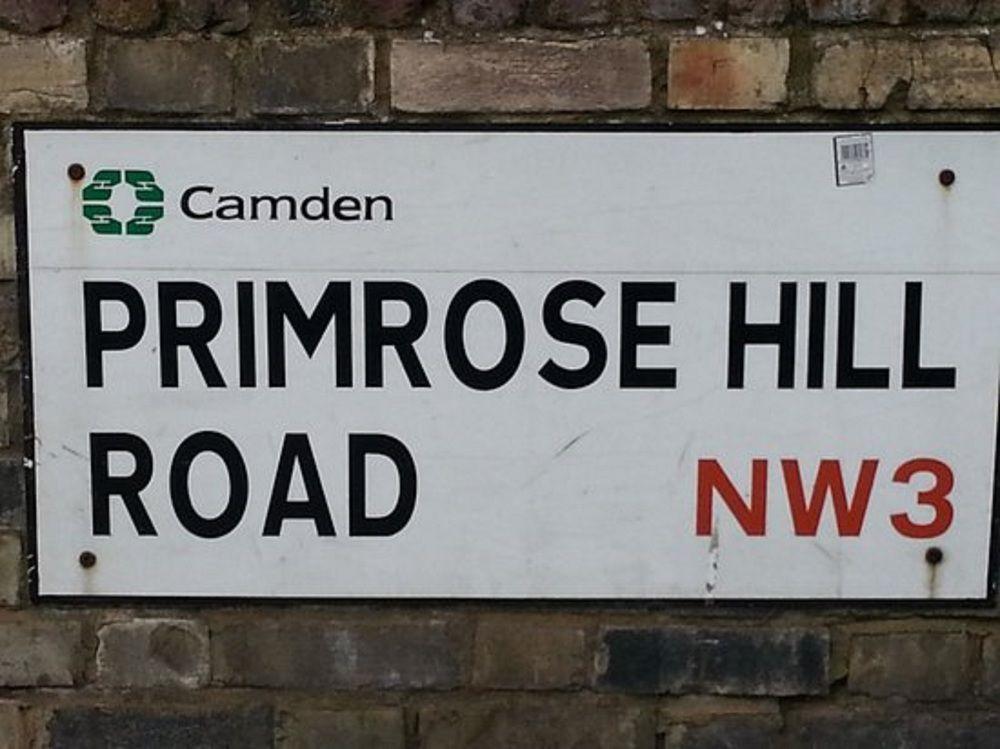 Camden
PRIMROSE HILL
ROAD NW3